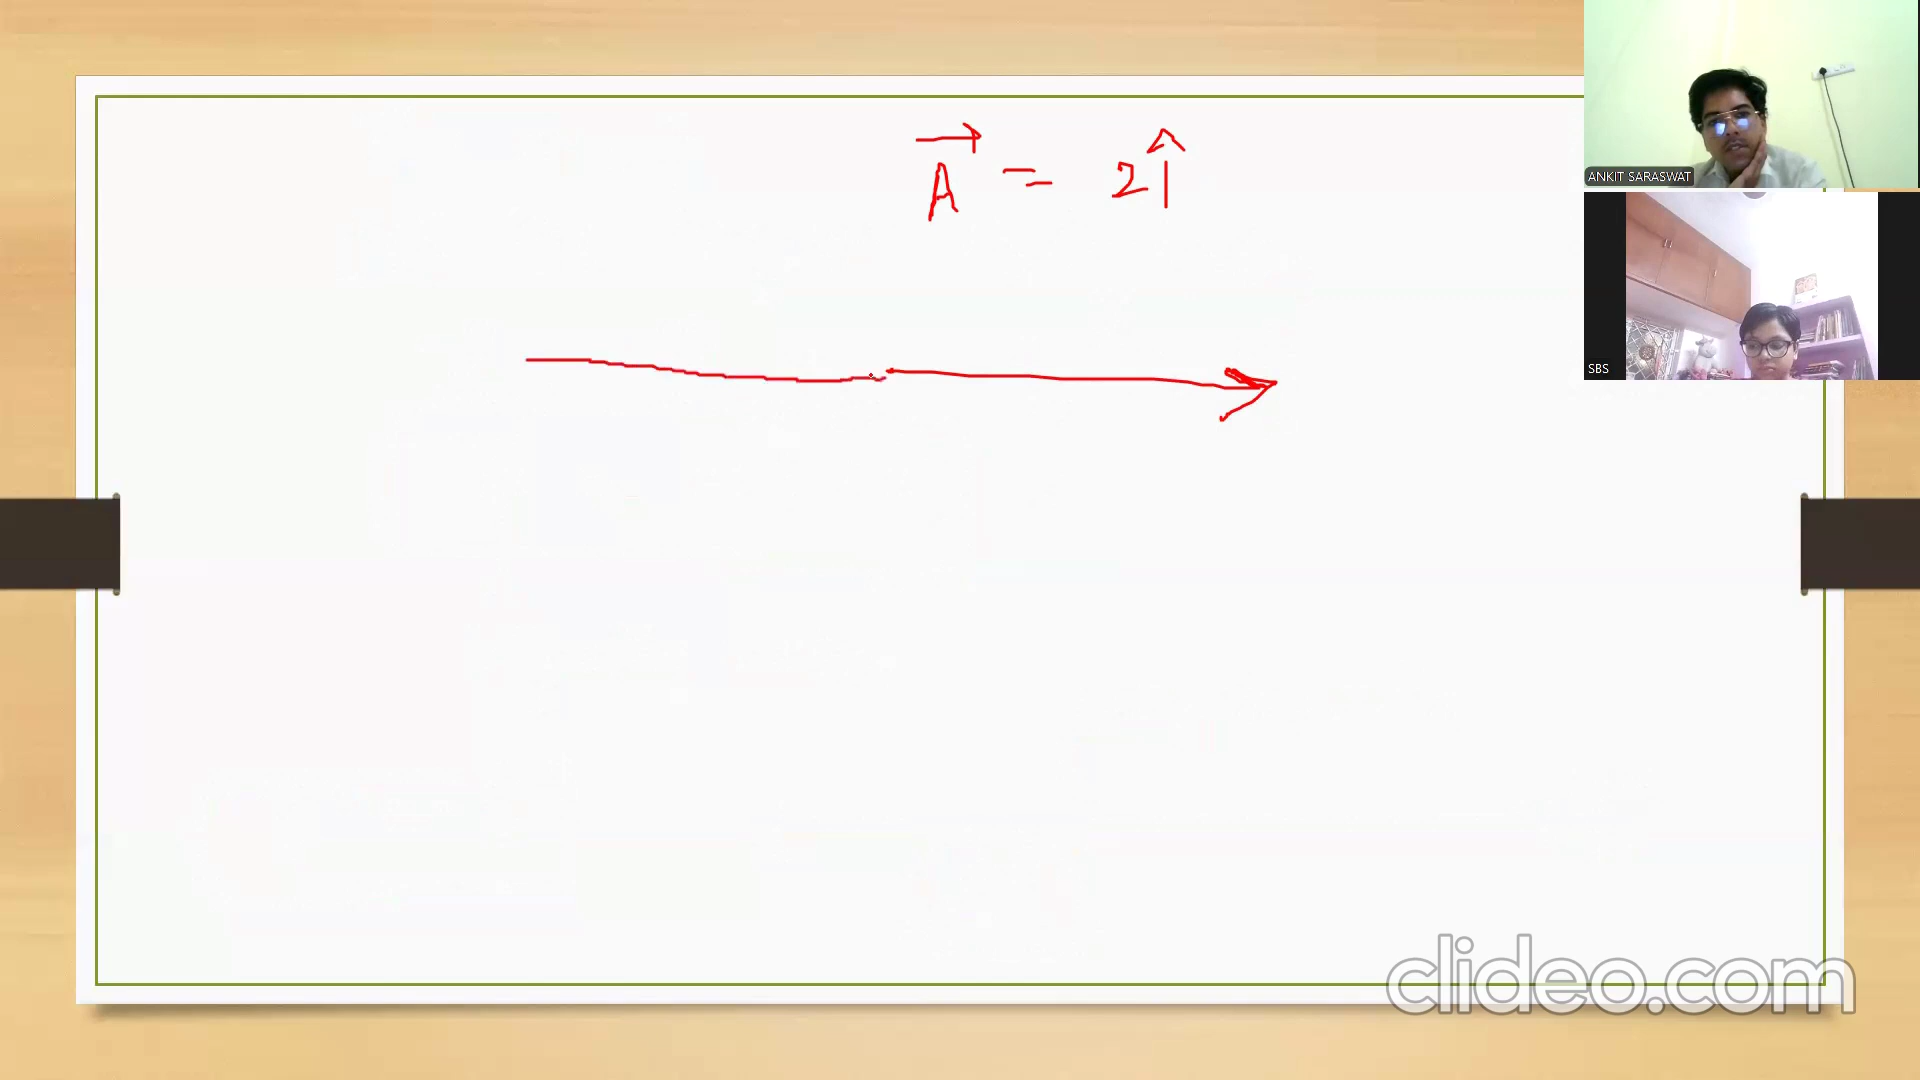 ANKIT SARASWAT
SBS
A⃗ = 2î
clideo.com